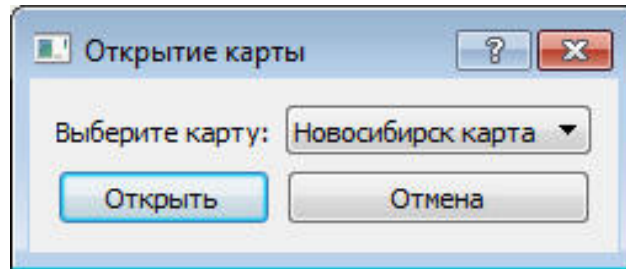 Открытие карты
Выберите карту: Новосибирск карта
Открыть Отмена